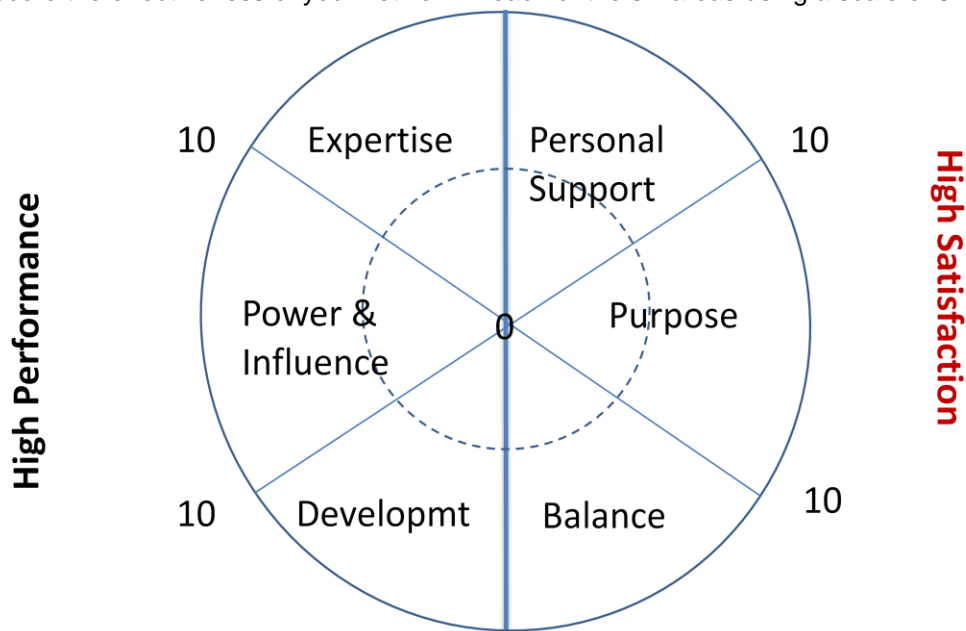 10
Expertise
Personal
Support
10
High Performance
High Satisfaction
Power &
Influence
0
Purpose
10
Developmt
Balance
10